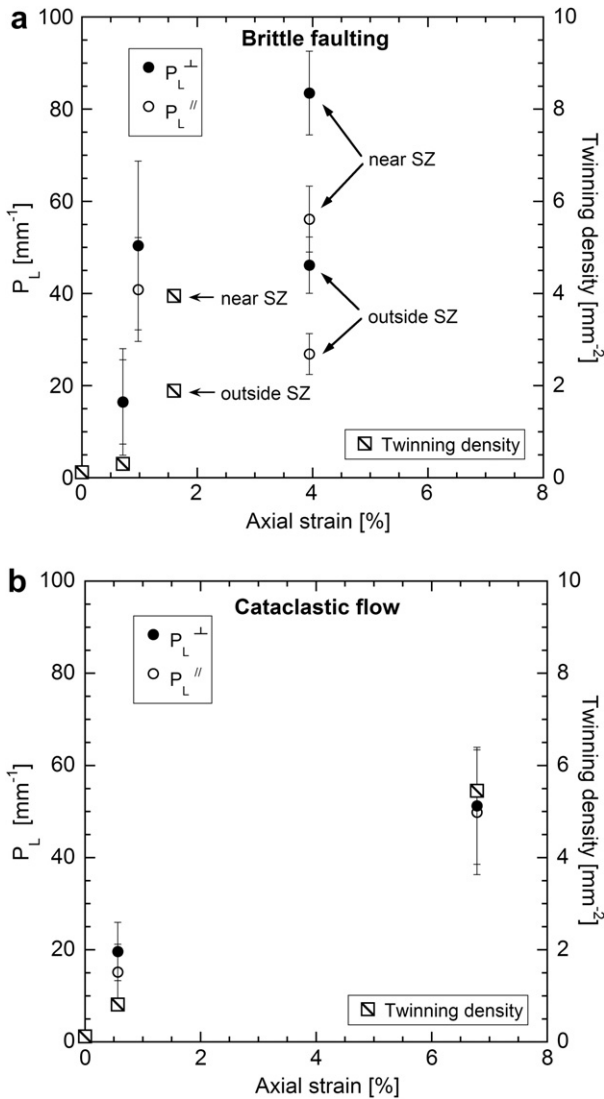 a
Brittle faulting
P_L^⊥
P_L^//
near SZ
near SZ
outside SZ
outside SZ
Twinning density
P_L [mm⁻¹]
Twinning density [mm⁻²]
100
80
60
40
20
0
10
8
6
4
2
0
0 2 4 6 8
Axial strain [%]
b
Cataclastic flow
P_L^⊥
P_L^//
Twinning density
P_L [mm⁻¹]
Twinning density [mm⁻²]
100
80
60
40
20
0
10
8
6
4
2
0
0 2 4 6 8
Axial strain [%]